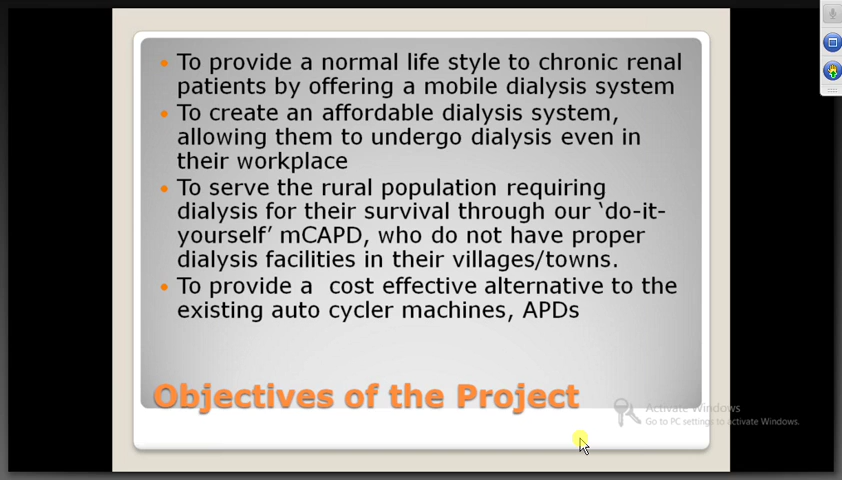 To provide a normal life style to chronic renal
patients by offering a mobile dialysis system
To create an affordable dialysis system,
allowing them to undergo dialysis even in
their workplace
To serve the rural population requiring
dialysis for their survival through our ‘do-it-
yourself’ mCAPD, who do not have proper
dialysis facilities in their villages/towns.
To provide a  cost effective alternative to the
existing auto cycler machines, APDs
Objectives of the Project
Activate Windows
Go to PC settings to activate Windows.